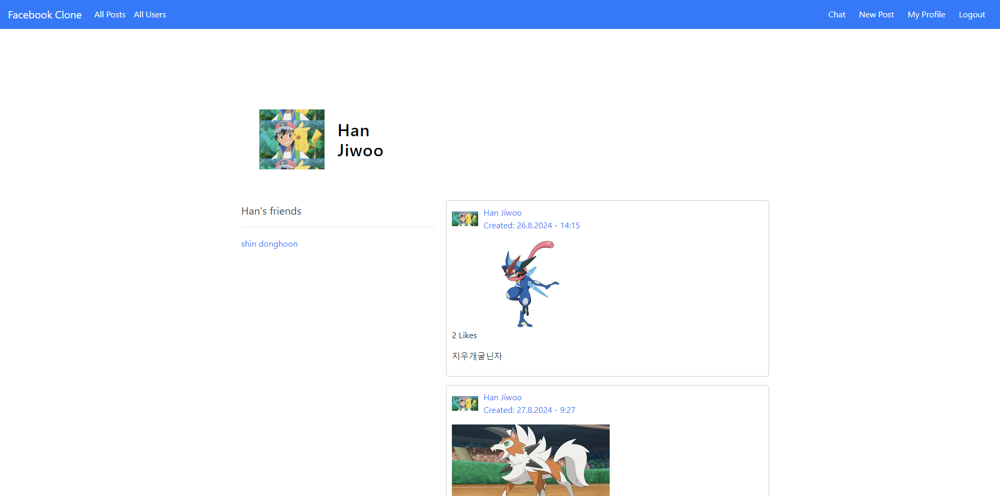 Facebook Clone
All Posts
All Users
Chat
New Post
My Profile
Logout
Han
Jiwoo
Han's friends
shin donghoon
Han Jiwoo
Created: 26.8.2024 - 14:15
2 Likes
지우개굴닌자
Han Jiwoo
Created: 27.8.2024 - 9:27